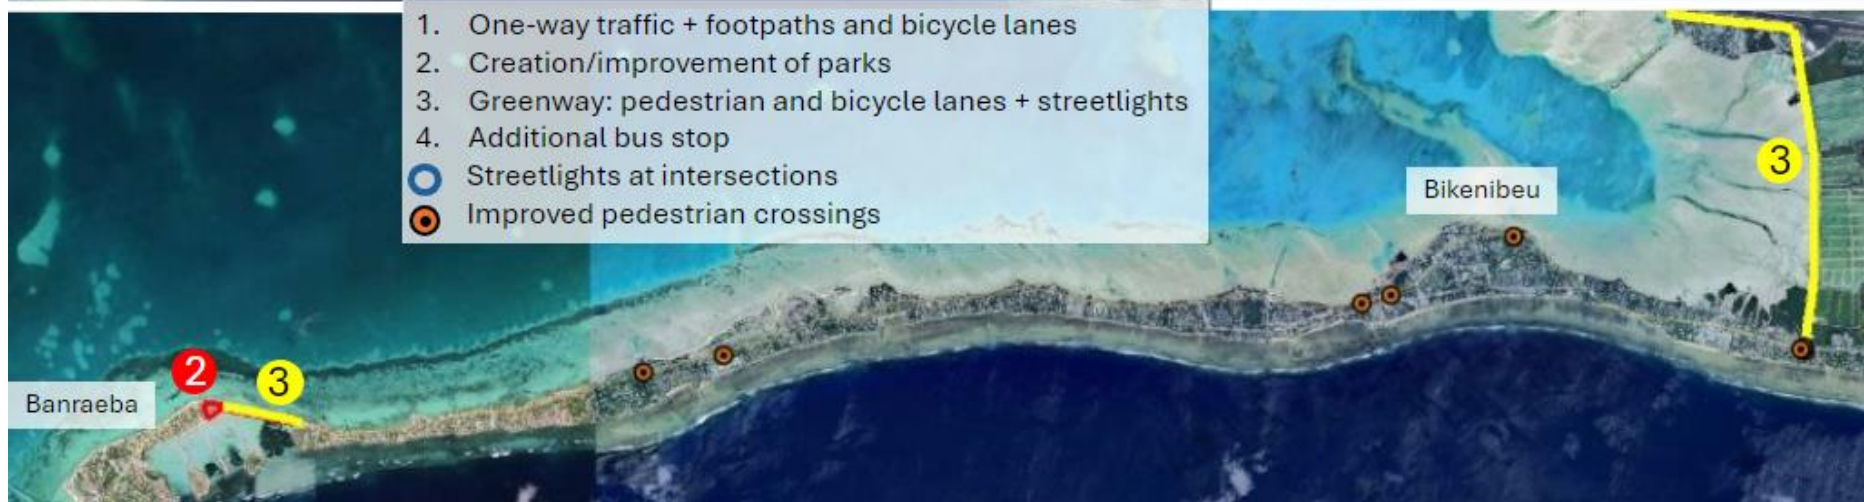 1. One-way traffic + footpaths and bicycle lanes
2. Creation/improvement of parks
3. Greenway: pedestrian and bicycle lanes + streetlights
4. Additional bus stop
Streetlights at intersections
Improved pedestrian crossings
3
Bikenibeu
2
3
Banraeba